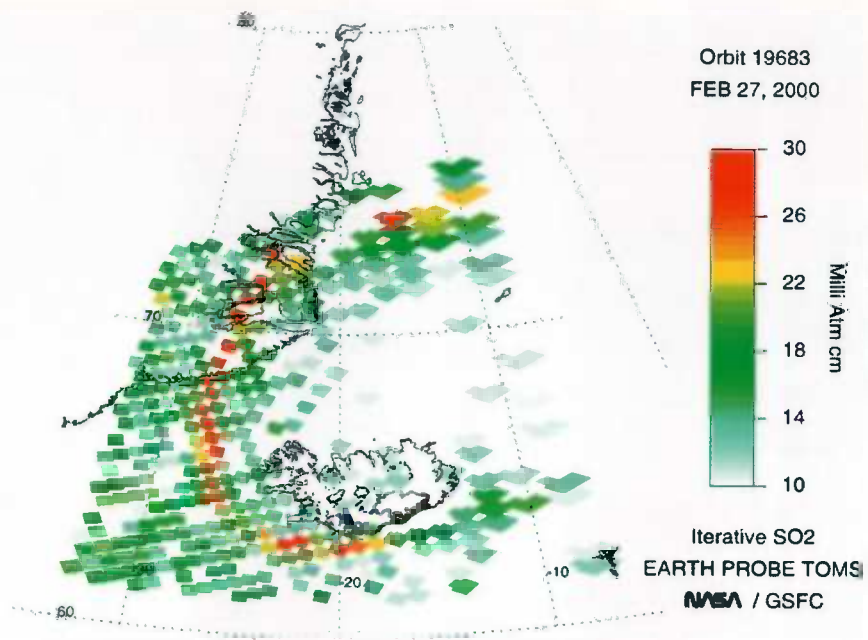 Orbit 19683
FEB 27, 2000
30
26
22
18
14
10
Milli Atm cm
70
60
20
10
Iterative SO2
EARTH PROBE TOMS
NASA / GSFC